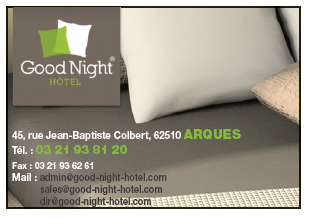 Good Night®
HÔTEL
45, rue Jean-Baptiste Colbert, 62510 ARQUES
Tél. : 03 21 93 81 20
Fax : 03 21 93 62 61
Mail : admin@good-night-hotel.com
sales@good-night-hotel.com
dir@good-night-hotel.com